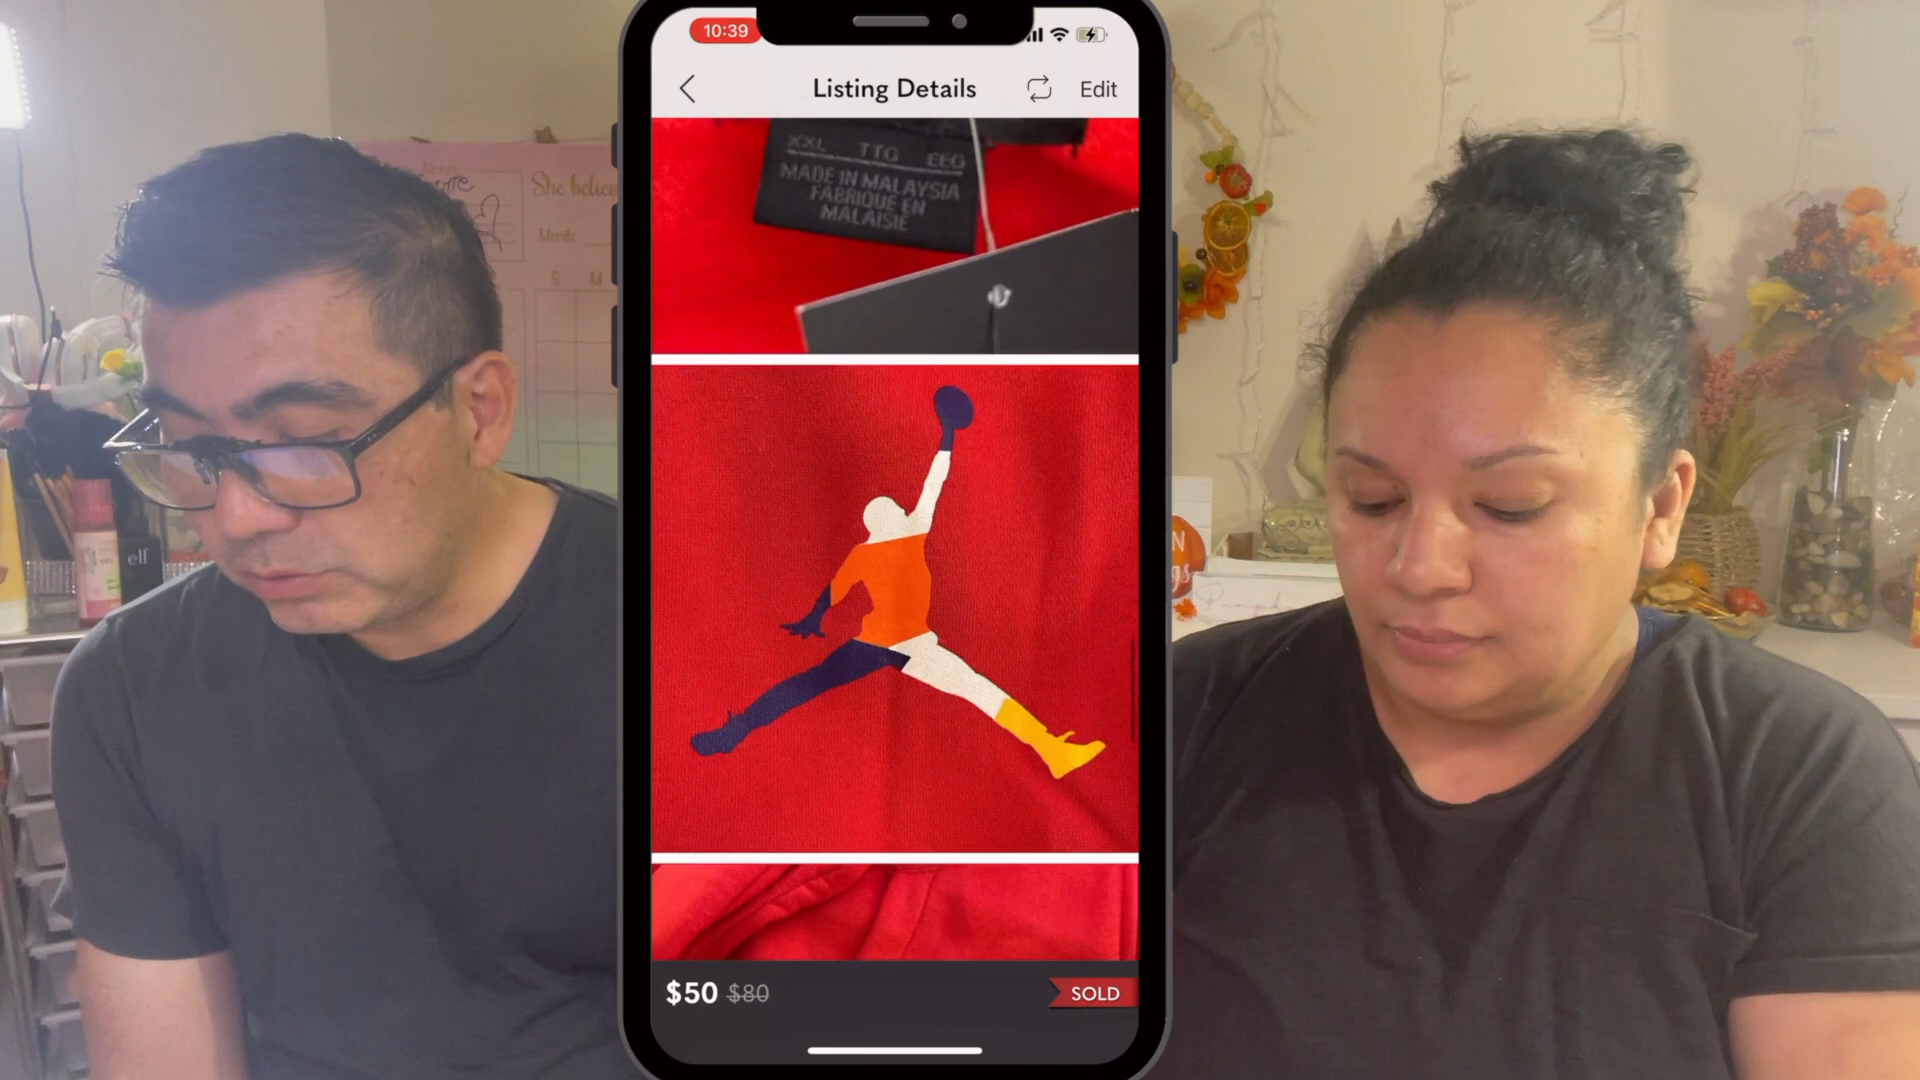 10:39
Listing Details
Edit
XXL TTG EEG
MADE IN MALAYSIA
FABRIQUE EN
MALAISIE
$50 $80
SOLD
She believe
Month:
S M
elf